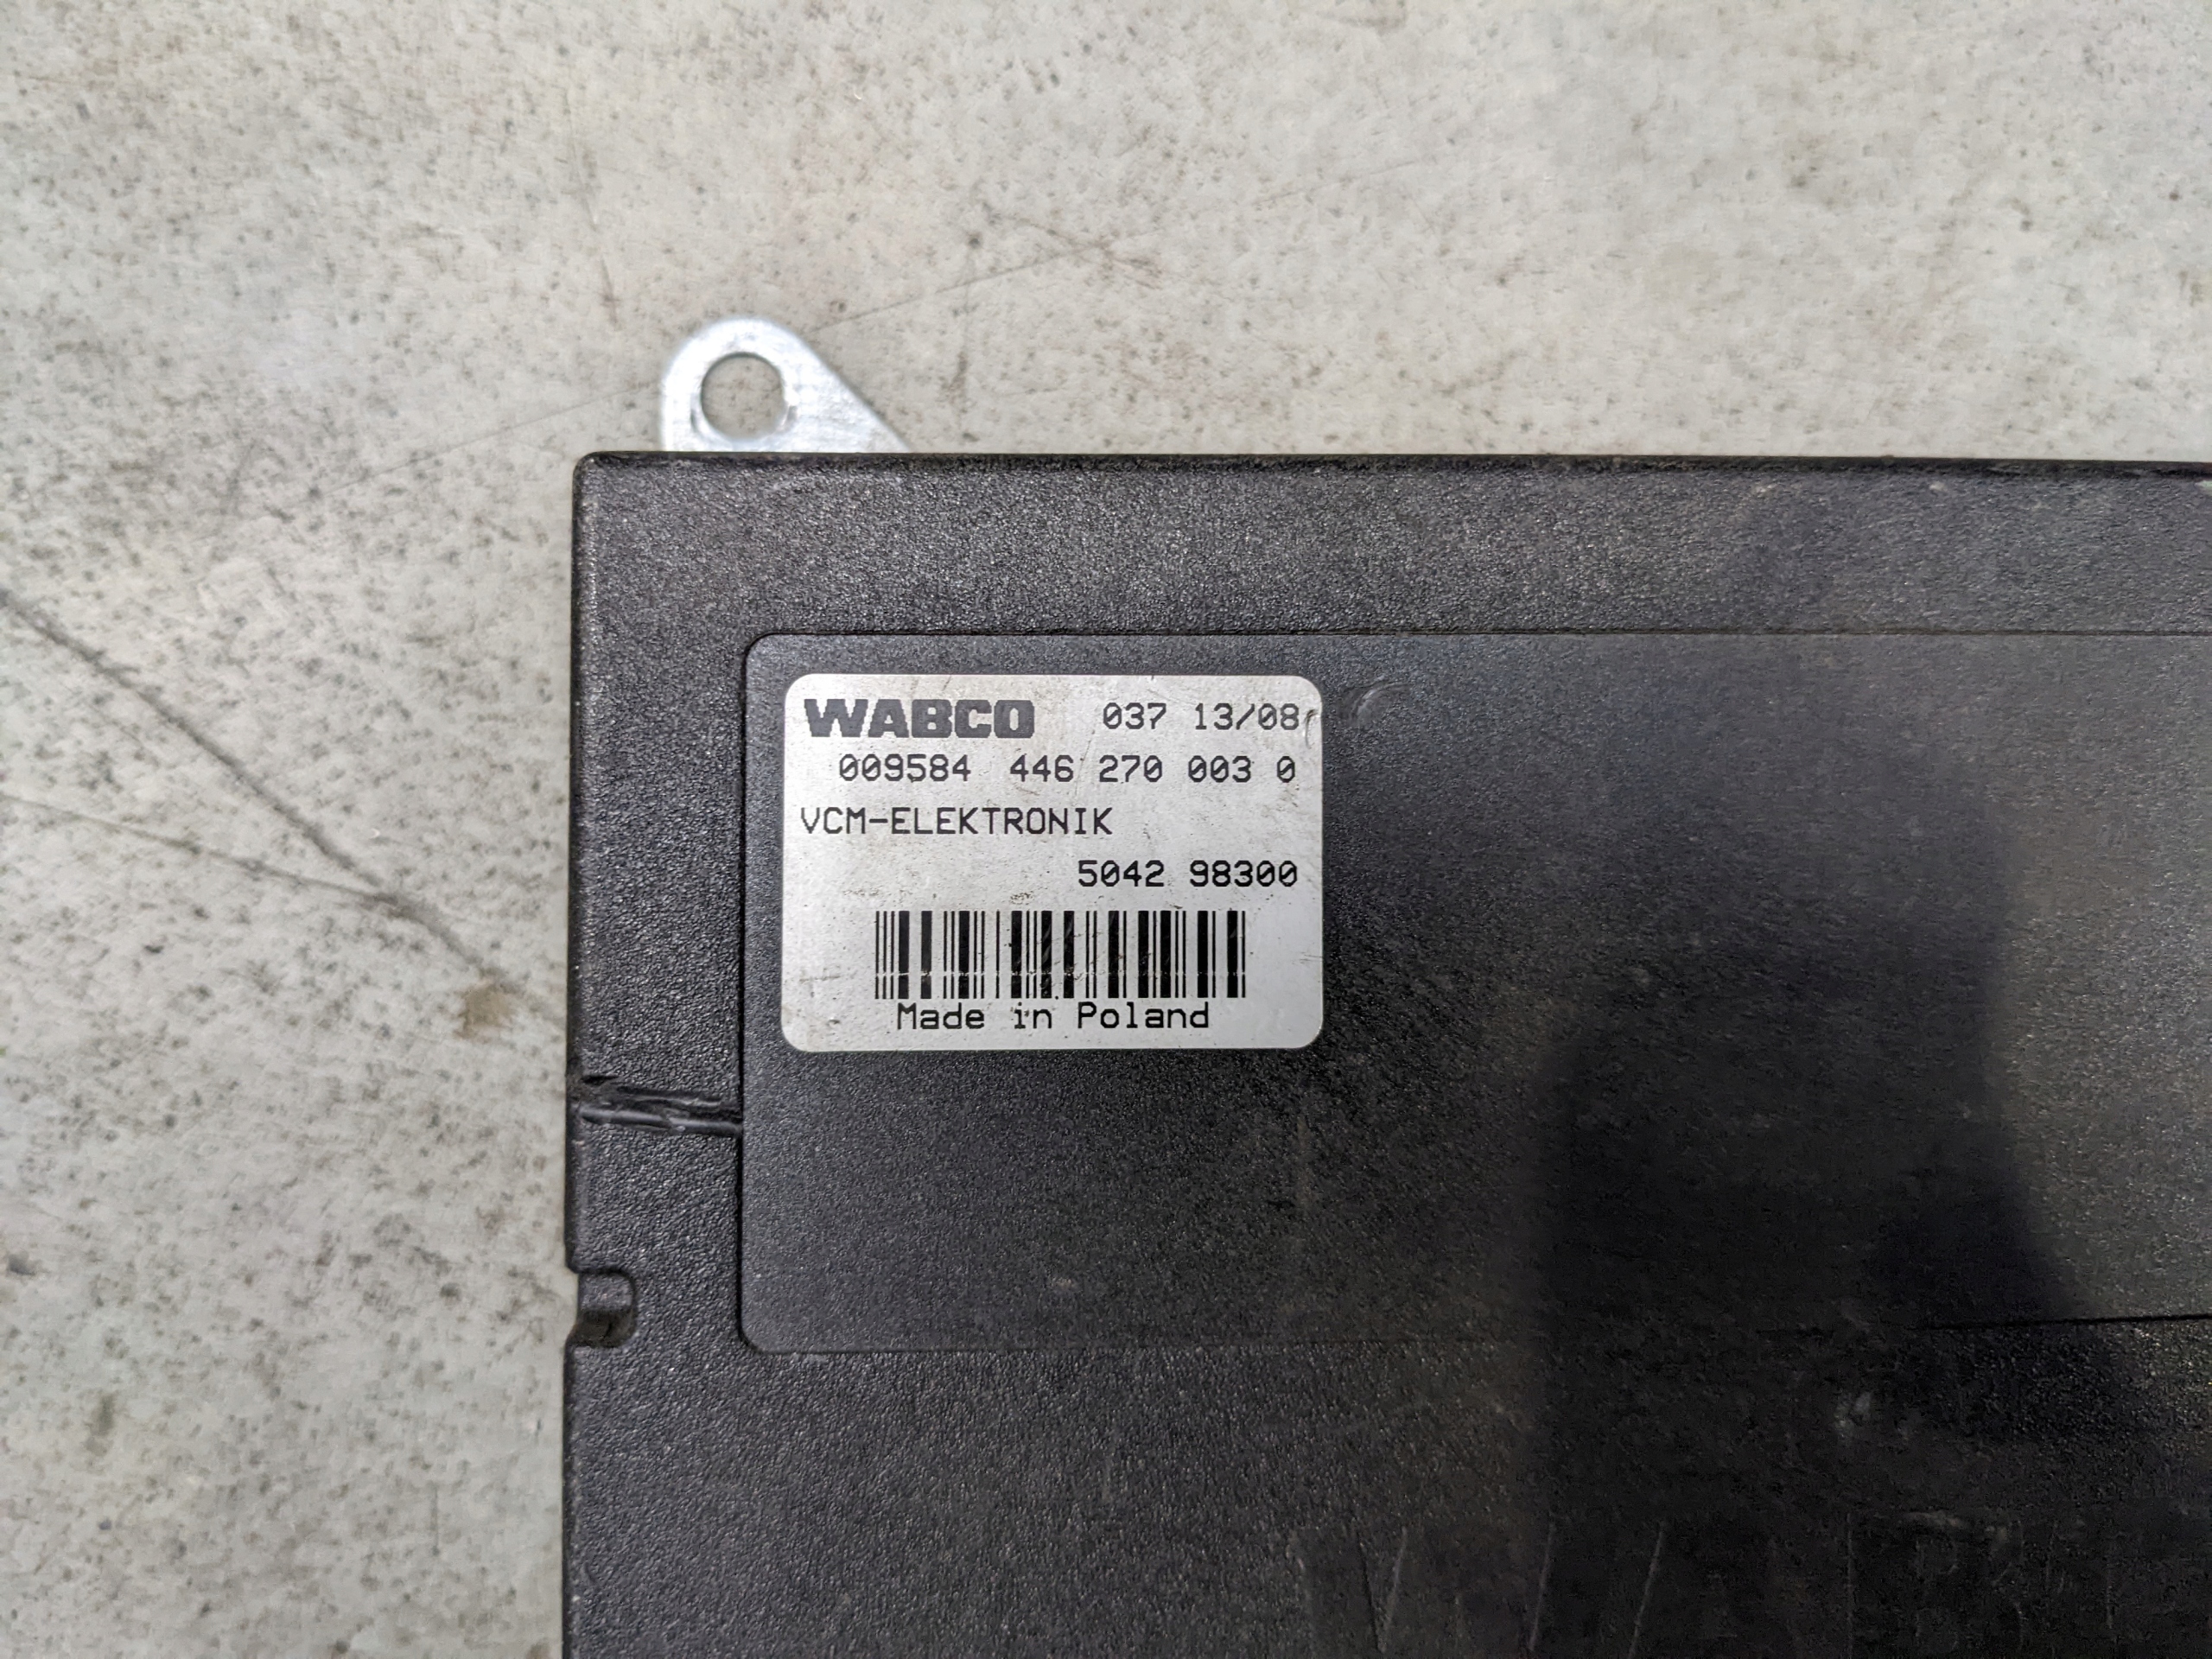 WABCO 037 13/08
009584 446 270 003 0
VCM-ELEKTRONIK
5042 98300
Made in Poland